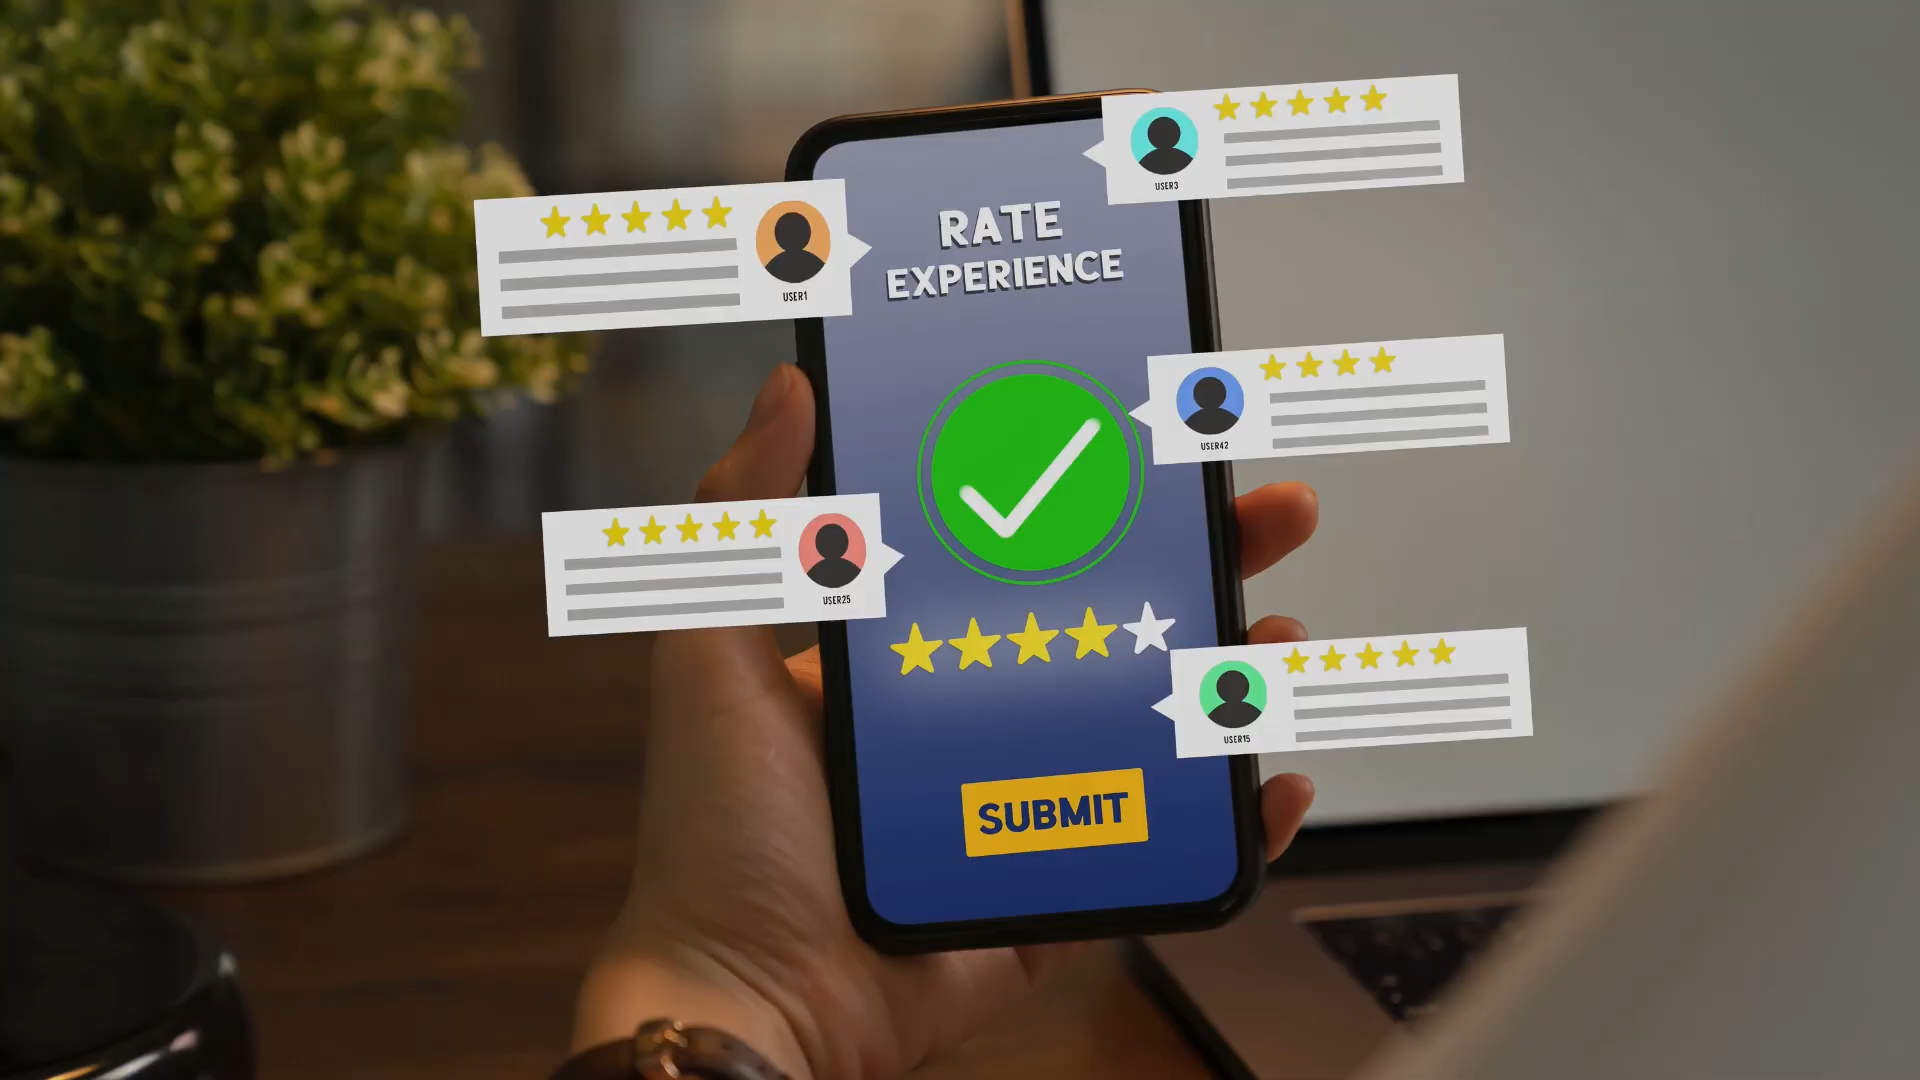 USER3
RATE
EXPERIENCE
USER1
USER42
USER25
USER15
SUBMIT